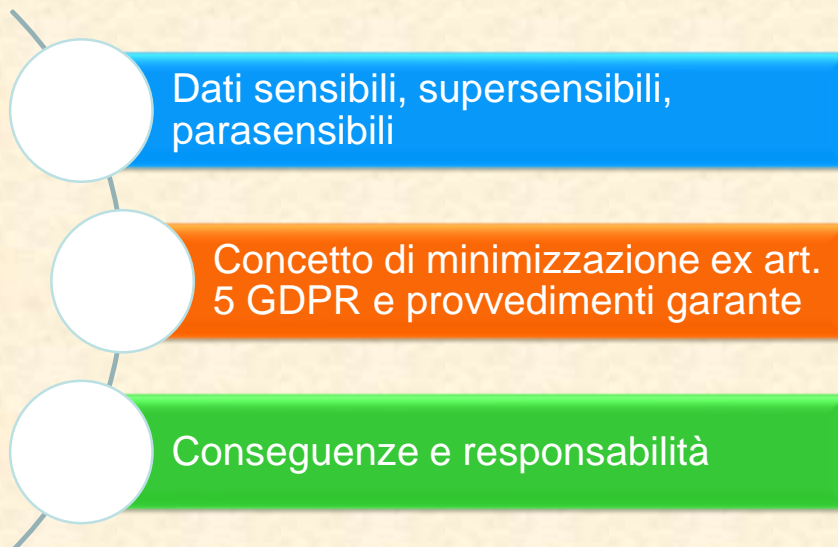 Dati sensibili, supersensibili,
parasensibili
Concetto di minimizzazione ex art.
5 GDPR e provvedimenti garante
Conseguenze e responsabilità